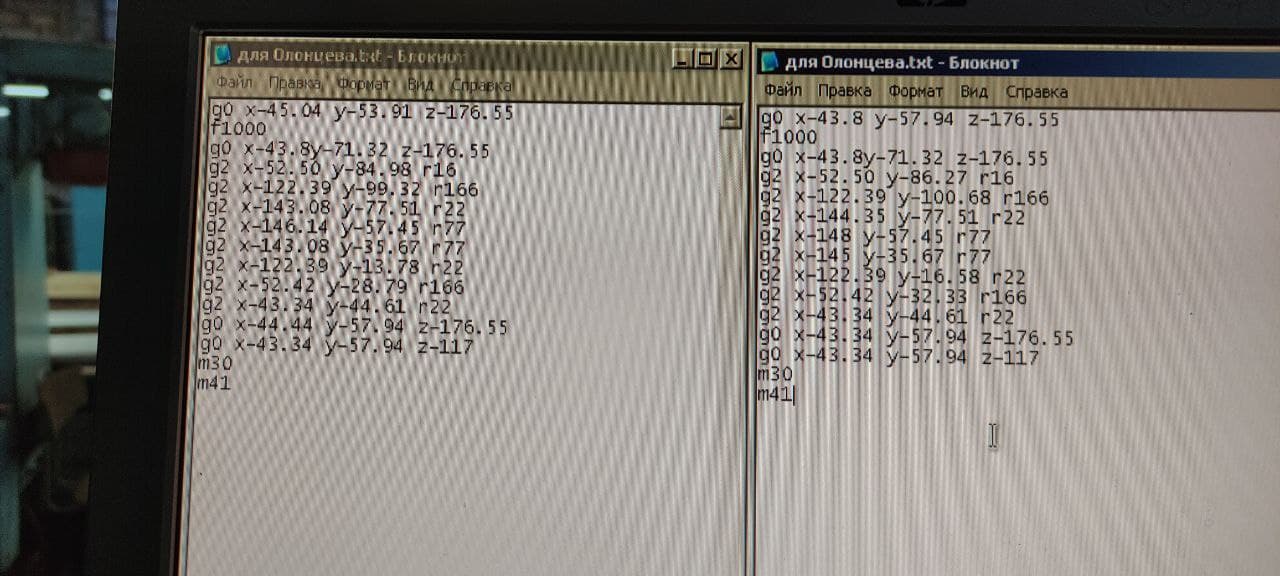 для Олонцева.txt - Блокнот
Файл Правка Формат Вид Справка
g0 x-45.04 y-53.91 z-176.55
f1000
g0 x-43.8y-71.32 z-176.55
g2 x-52.50 y-84.98 r16
g2 x-122.39 y-99.32 r166
g2 x-143.08 y-77.51 r22
g2 x-146.14 y-57.45 r77
g2 x-143.08 y-35.67 r77
g2 x-122.39 y-13.78 r22
g2 x-52.42 y-28.79 r166
g2 x-43.34 y-44.61 r22
g0 x-44.44 y-57.94 z-176.55
g0 x-43.34 y-57.94 z-117
m30
m41
для Олонцева.txt - Блокнот
Файл Правка Формат Вид Справка
g0 x-43.8 y-57.94 z-176.55
f1000
g0 x-43.8y-71.32 z-176.55
g2 x-52.50 y-86.27 r16
g2 x-122.39 y-100.68 r166
g2 x-144.35 y-77.51 r22
g2 x-148 y-57.45 r77
g2 x-145 y-35.67 r77
g2 x-122.39 y-16.58 r22
g2 x-52.42 y-32.33 r166
g2 x-43.34 y-44.61 r22
g0 x-43.34 y-57.94 z-176.55
g0 x-43.34 y-57.94 z-117
m30
m41